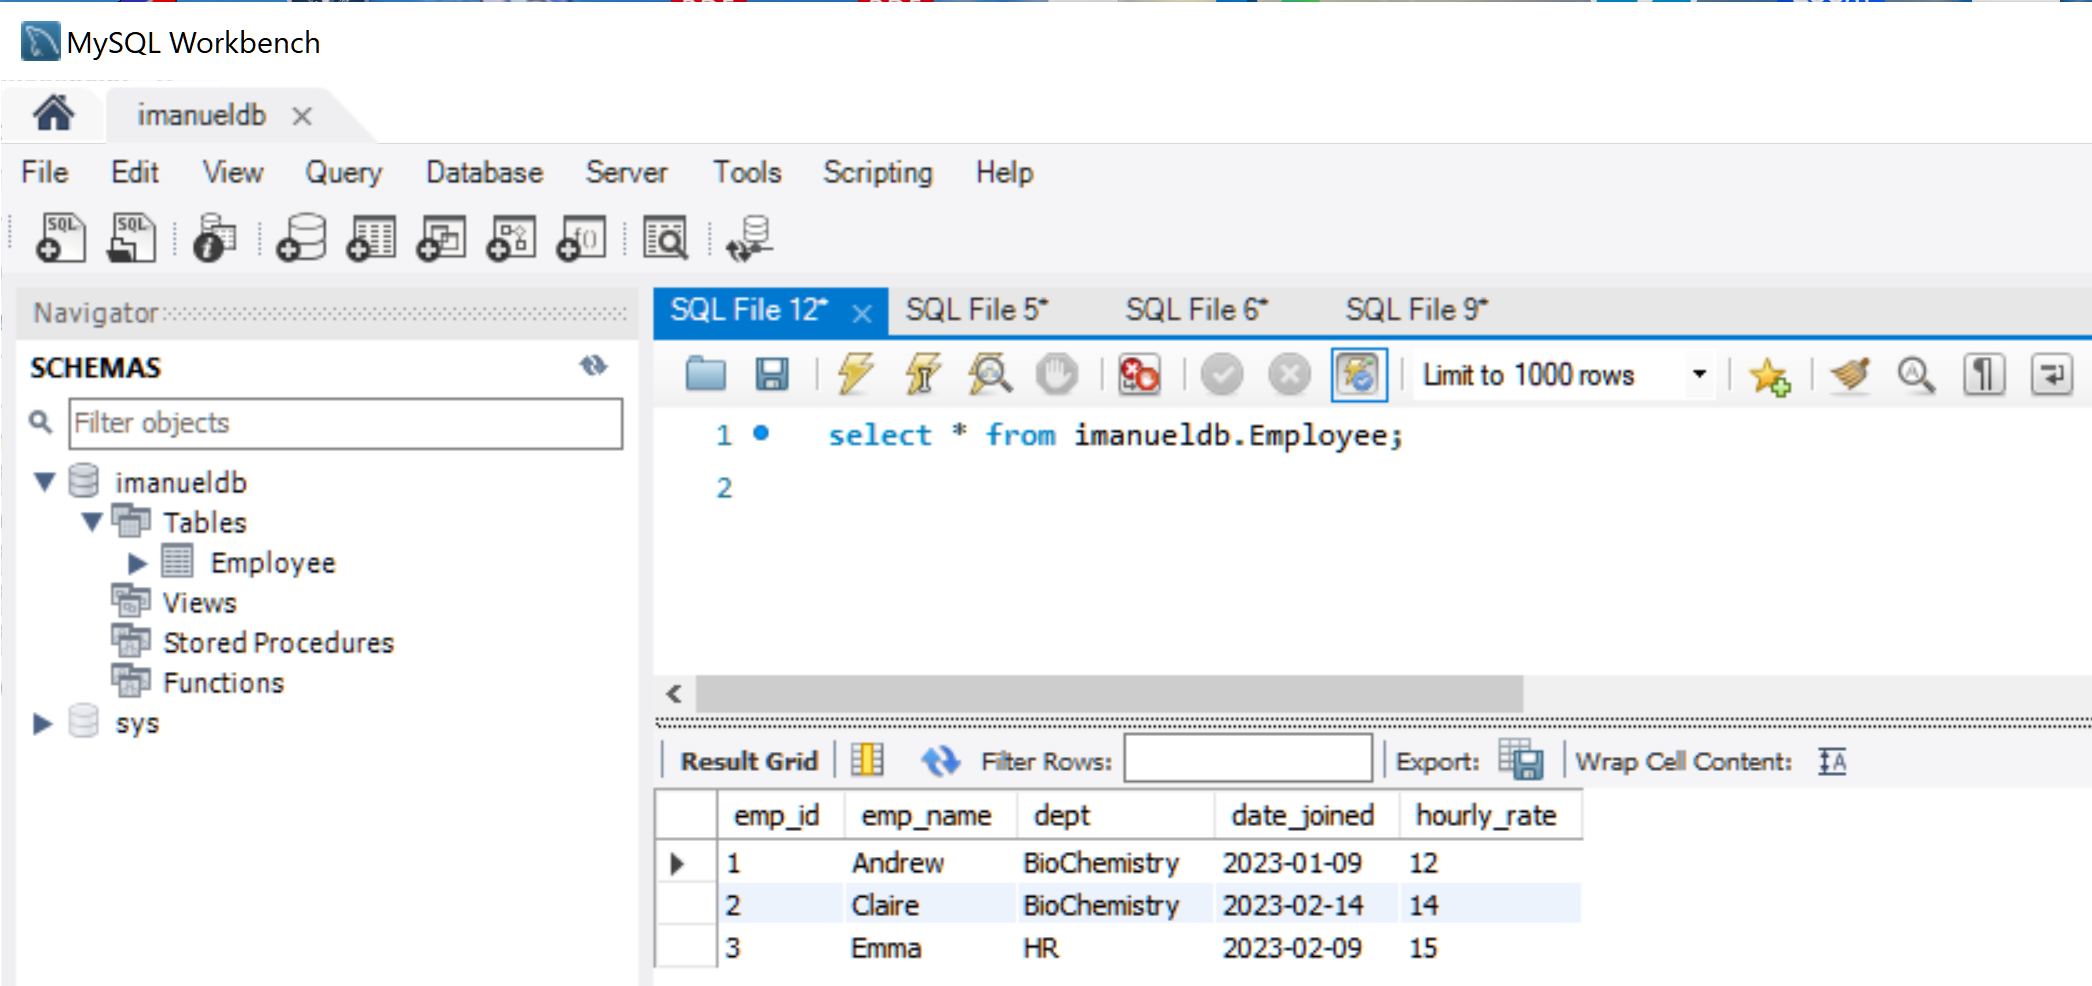 MySQL Workbench
imanueldb
File Edit View Query Database Server Tools Scripting Help
Navigator
SCHEMAS
Filter objects
imanueldb
Tables
Employee
Views
Stored Procedures
Functions
sys
SQL File 12* SQL File 5* SQL File 6* SQL File 9*
Limit to 1000 rows
1 select * from imanueldb.Employee;
2
Result Grid Filter Rows: Export: Wrap Cell Content:
emp_id emp_name dept date_joined hourly_rate
1 Andrew BioChemistry 2023-01-09 12
2 Claire BioChemistry 2023-02-14 14
3 Emma HR 2023-02-09 15